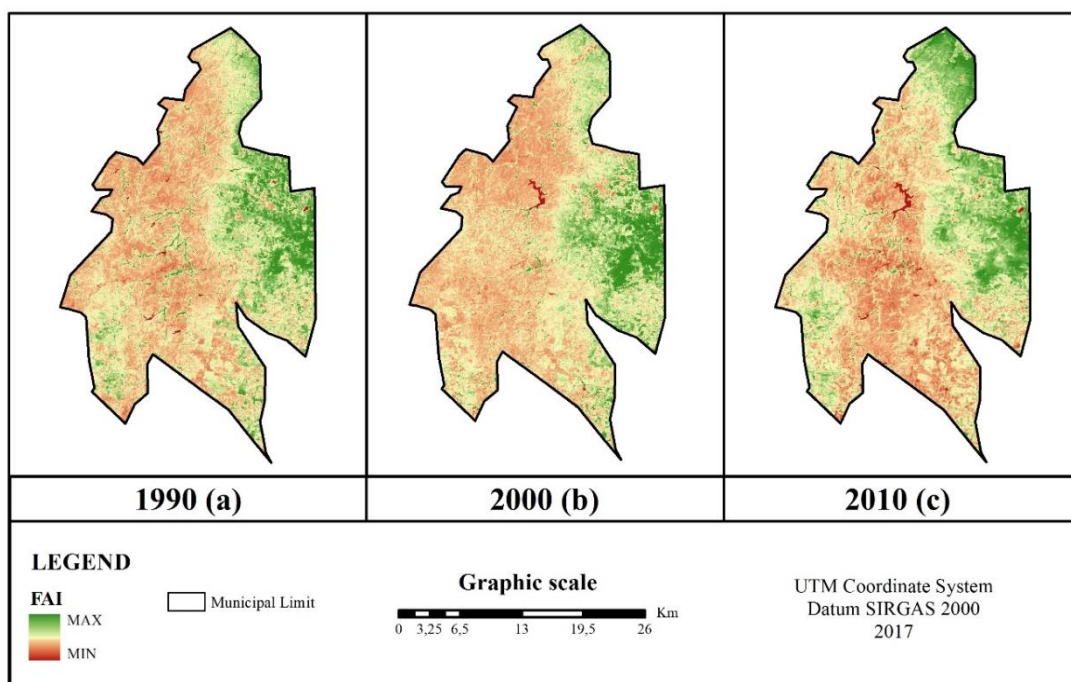 1990 (a)
2000 (b)
2010 (c)
LEGEND
FAI
MAX
MIN
Municipal Limit
Graphic scale
Km
0 3,25 6,5 13 19,5 26
UTM Coordinate System
Datum SIRGAS 2000
2017